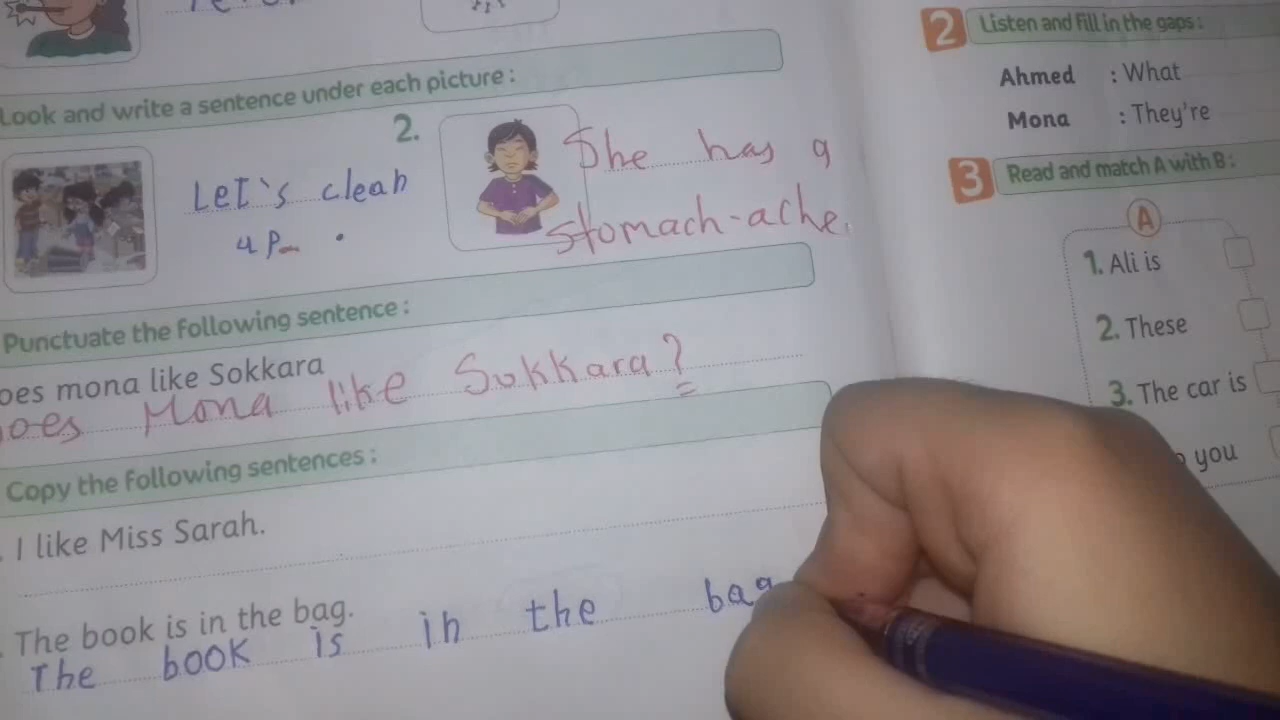 Look and write a sentence under each picture :
2.
Let's clean
up .
She has a
stomach-ache.
Punctuate the following sentence :
oes mona like Sokkara
oes Mona like Sokkara?
Copy the following sentences :
. I like Miss Sarah.
. The book is in the bag.
The book is in the bag
2 Listen and fill in the gaps :
Ahmed : What
Mona : They're
3 Read and match A with B :
A
1. Ali is
2. These
3. The car is
you